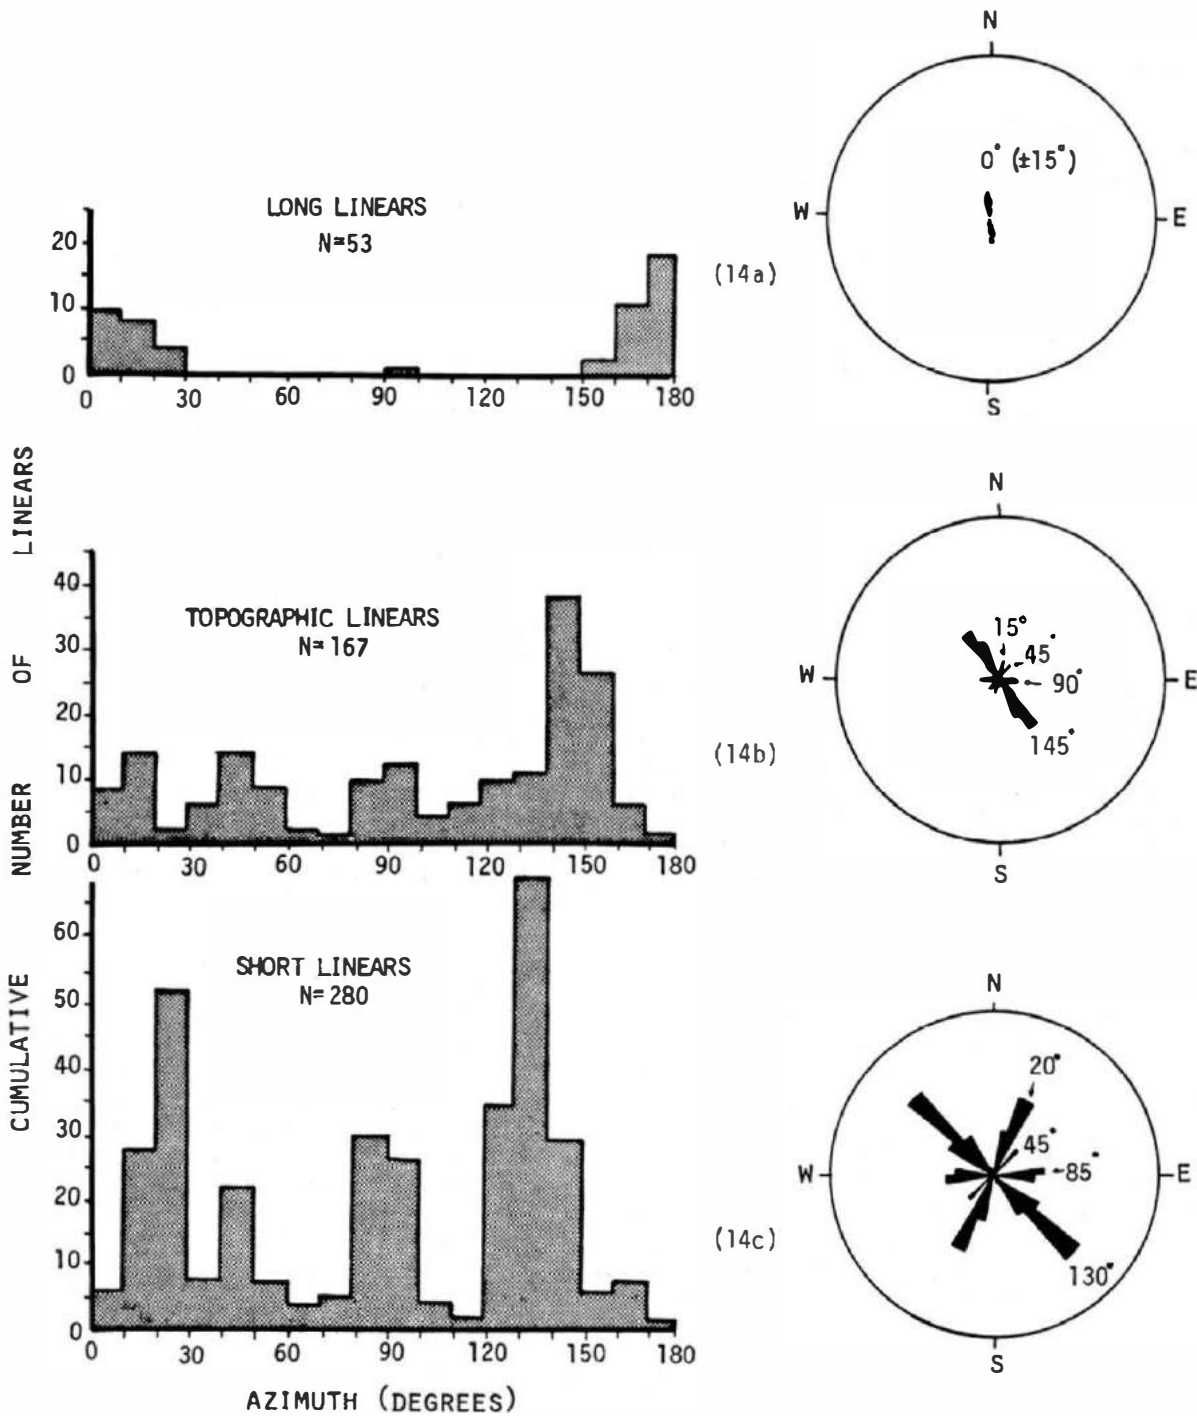 LONG LINEARS
N=53
20
10
0
0 30 60 90 120 150 180
(14a)
N
0° (±15°)
W E
S
CUMULATIVE NUMBER OF LINEARS
TOPOGRAPHIC LINEARS
N=167
40
30
20
10
0
0 30 60 90 120 150 180
(14b)
N
15°
45°
W E
90°
145°
S
SHORT LINEARS
N=280
60
50
40
30
20
10
0
0 30 60 90 120 150 180
AZIMUTH (DEGREES)
(14c)
N
20°
45°
W 85° E
130°
S